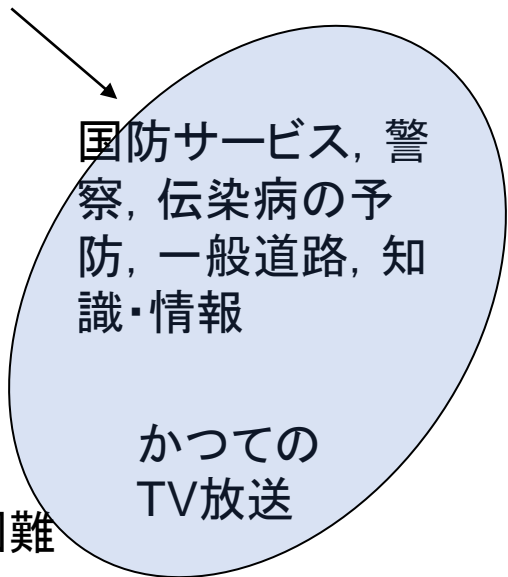 国防サービス, 警
察, 伝染病の予
防, 一般道路, 知
識・情報
かつての
TV放送
難